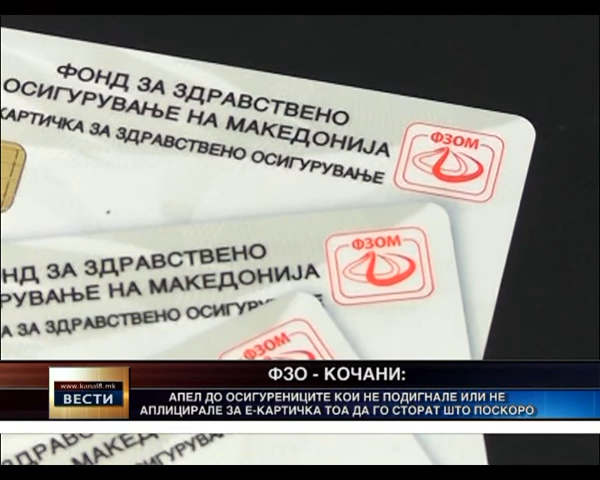 ФОНД ЗА ЗДРАВСТВЕНО
ОСИГУРУВАЊЕ НА МАКЕДОНИЈА
КАРТИЧКА ЗА ЗДРАВСТВЕНО ОСИГУРУВАЊЕ
ФЗОМ
НД ЗА ЗДРАВСТВЕНО
УРУВАЊЕ НА МАКЕДОНИЈА
А ЗА ЗДРАВСТВЕНО ОСИГУР
ФЗОМ
ФЗОМ
ФЗО - КОЧАНИ:
www.kanal8.mk
ВЕСТИ
АПЕЛ ДО ОСИГУРЕНИЦИТЕ КОИ НЕ ПОДИГНАЛЕ ИЛИ НЕ
АПЛИЦИРАЛЕ ЗА Е-КАРТИЧКА ТОА ДА ГО СТОРАТ ШТО ПОСКОРО